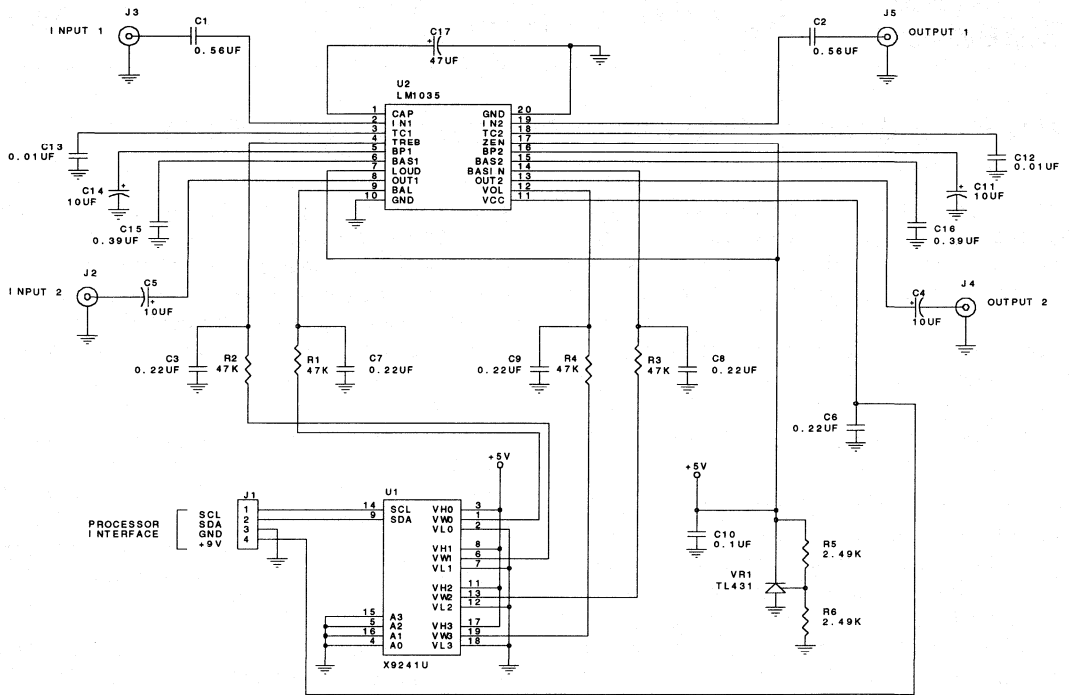 J3
INPUT 1
C1
0.56UF
C17
47UF
C2
0.56UF
J5
OUTPUT 1
U2
LM1035
1 CAP GND 20
2 IN1 IN2 19
3 TC1 TC2 18
4 TREB ZEN 17
5 BP1 BP2 16
6 BAS1 BAS2 15
7 LOUD BASIN 14
8 OUT1 OUT2 13
9 BAL VOL 12
10 GND VCC 11
C13
0.01UF
C14
10UF
+
C15
0.39UF
C12
0.01UF
C11
10UF
+
C16
0.39UF
J2
INPUT 2
C5
+
10UF
J4
OUTPUT 2
C4
+
10UF
C3
0.22UF
R2
47K
R1
47K
C7
0.22UF
C9
0.22UF
R4
47K
R3
47K
C8
0.22UF
C6
0.22UF
+5V
+5V
PROCESSOR
INTERFACE
J1
SCL 1
SDA 2
GND 3
+9V 4
U1
14 SCL VH0 3
9 SDA VW0 1
VL0 2
VH1 8
VW1 6
VL1 7
VH2 11
VW2 13
VL2 12
15 A3 VH3 17
5 A2
16 A1 VW3 19
4 A0 VL3 18
X9241U
C10
0.1UF
VR1
TL431
R5
2.49K
R6
2.49K